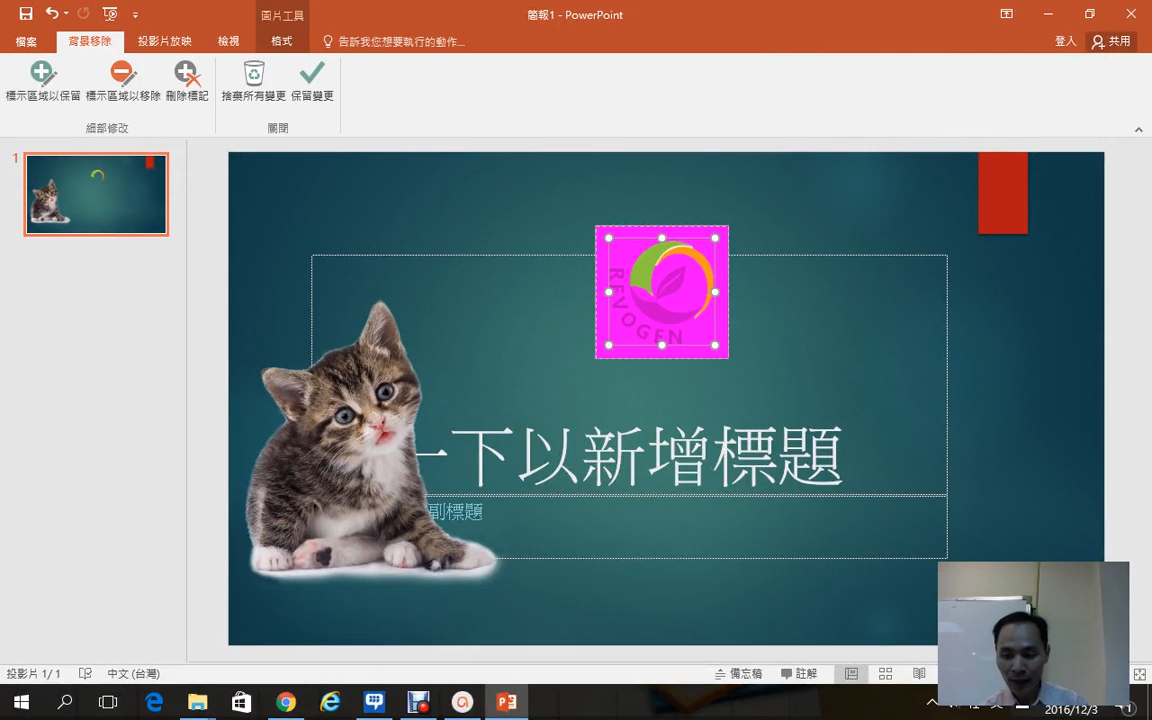 圖片工具
簡報1 - PowerPoint
檔案
背景移除
投影片放映
檢視
格式
告訴我您想要執行的動作...
登入
共用
標示區域以保留
標示區域以移除
刪除標記
捨棄所有變更
保留變更
細部修改
關閉
1
REVOGEN
一下以新增標題
副標題
投影片 1/1
中文 (台灣)
備忘稿
註解
2016/12/3
1